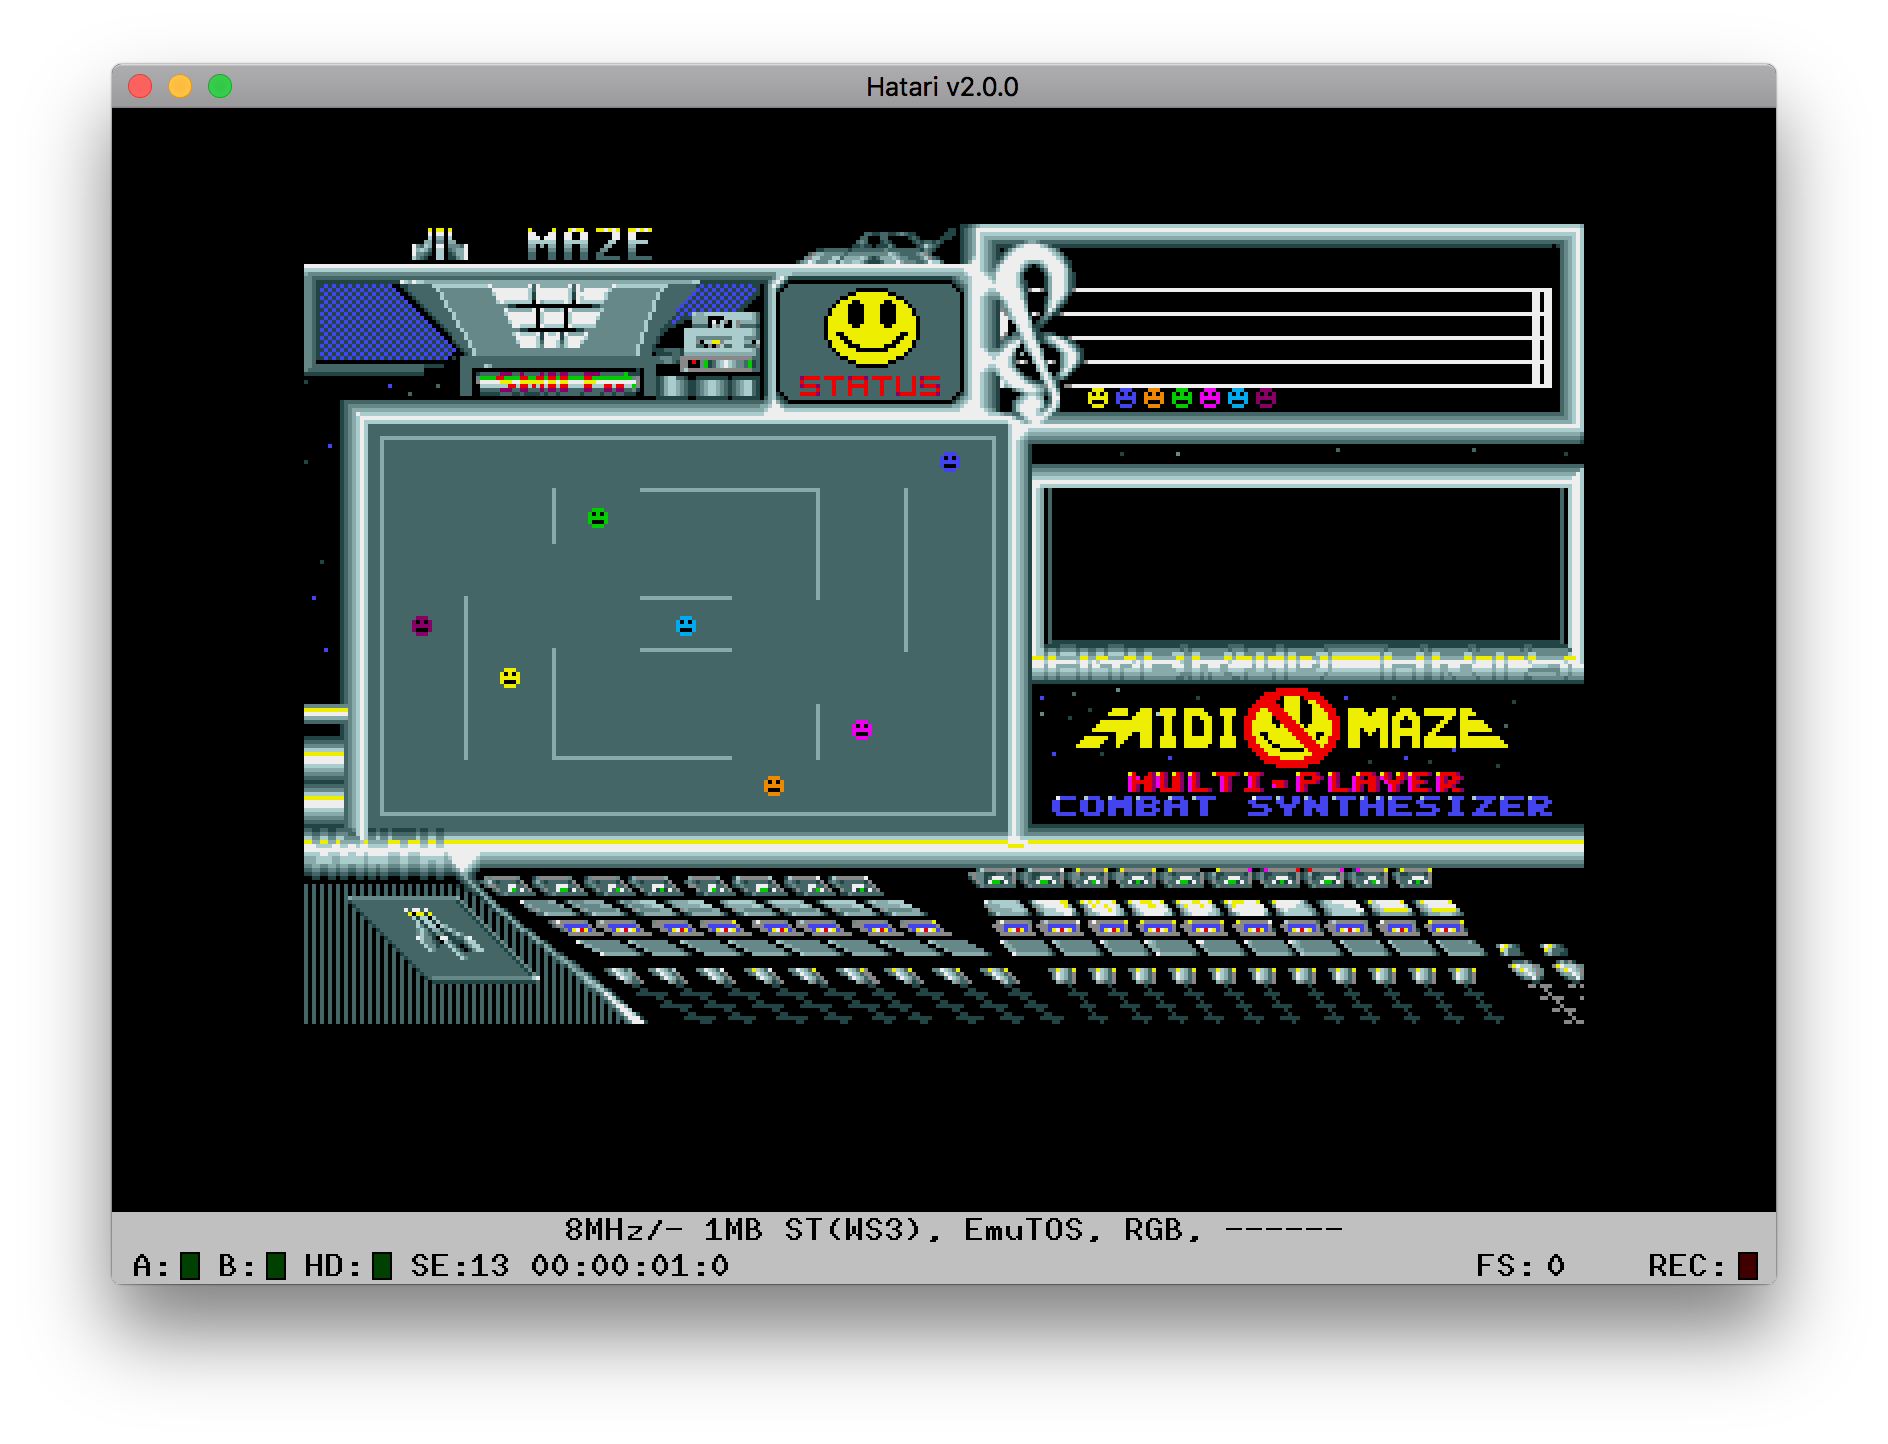 Hatari v2.0.0
MAZE
STATUS
MIDI MAZE
MULTI-PLAYER
COMBAT SYNTHESIZER
8MHz/- 1MB ST(WS3), EmuTOS, RGB, ------
A: B: HD: SE:13 00:00:01:0 FS: 0 REC: